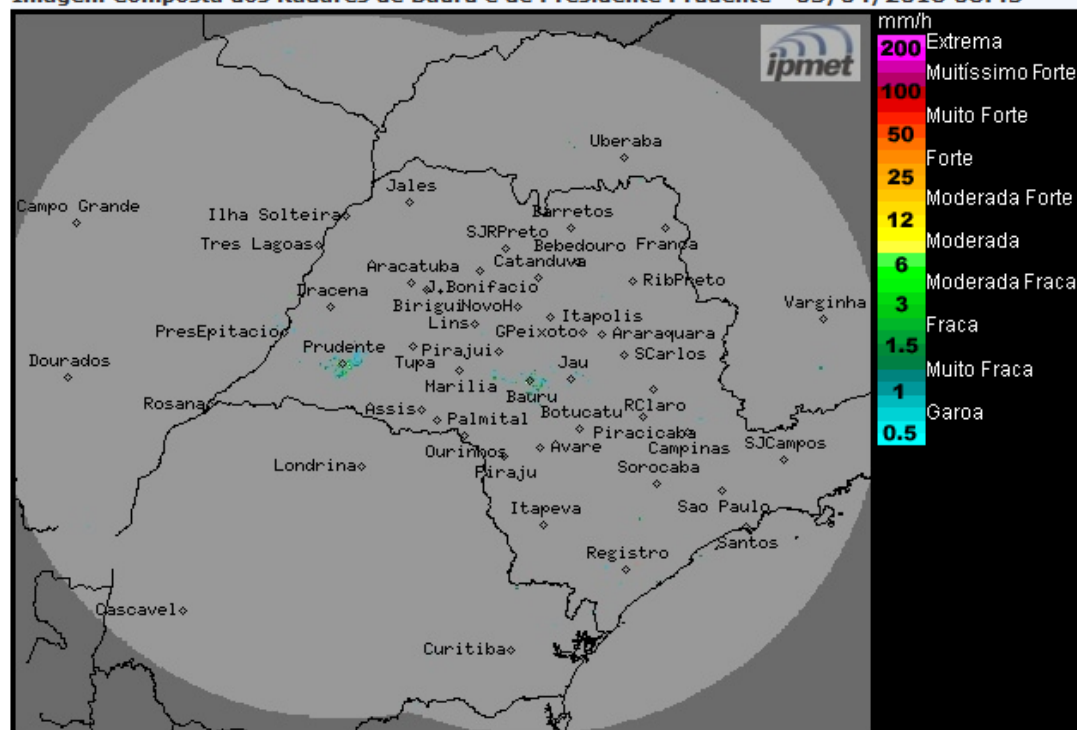 mm/h
200 Extrema
Muitíssimo Forte
100
Muito Forte
50
Forte
25
Moderada Forte
12
Moderada
6
Moderada Fraca
3
Fraca
1.5
Muito Fraca
1
Garoa
0.5
ipmet
Uberaba
Jales
Campo Grande
Ilha Solteira
Barretos
Tres Lagoas
SJRPreto
Bebedouro
Franca
Catanduva
Aracatuba
RibPreto
J.Bonifacio
Dracena
Birigui
NovoH
Varginha
Itapolis
Lins
PresEpitacio
GPeixoto
Araraquara
Prudente
Pirajui
SCarlos
Dourados
Tupa
Jau
Marilia
Bauru
Rosana
Assis
Botucatu
RClaro
Palmital
Piracicaba
SJCampos
Ourinhos
Avare
Campinas
Londrina
Piraju
Sorocaba
Itapeva
Sao Paulo
Santos
Registro
Cascavel
Curitiba